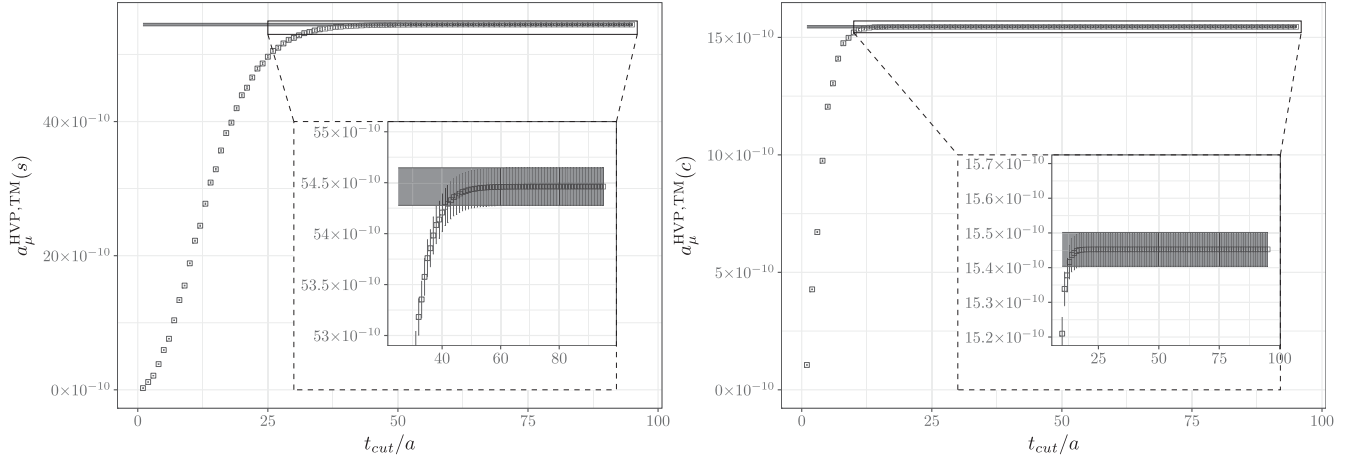 40×10⁻¹⁰
20×10⁻¹⁰
0×10⁻¹⁰
a_μ^{HVP,TM}(s)
0 25 50 75 100
t_{cut}/a
55×10⁻¹⁰
54.5×10⁻¹⁰
54×10⁻¹⁰
53.5×10⁻¹⁰
53×10⁻¹⁰
40 60 80
15×10⁻¹⁰
10×10⁻¹⁰
5×10⁻¹⁰
0×10⁻¹⁰
a_μ^{HVP,TM}(c)
0 25 50 75 100
t_{cut}/a
15.7×10⁻¹⁰
15.6×10⁻¹⁰
15.5×10⁻¹⁰
15.4×10⁻¹⁰
15.3×10⁻¹⁰
15.2×10⁻¹⁰
25 50 75 100